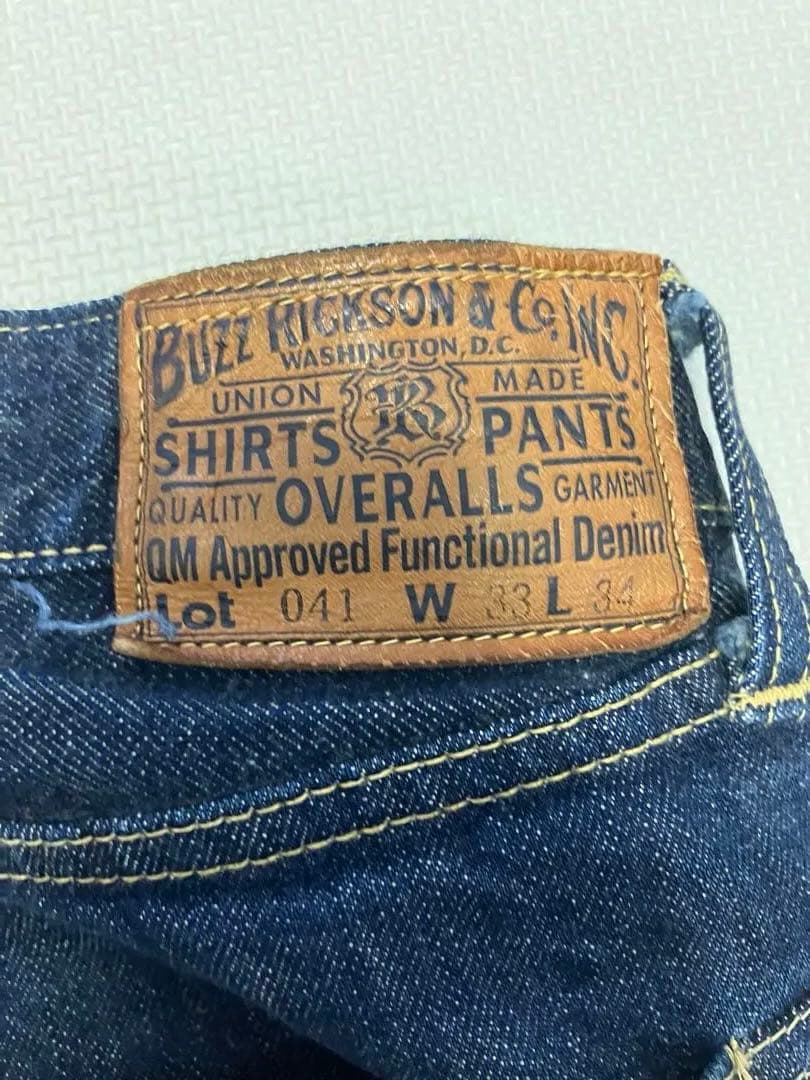 BUZZ RICKSON & Co. INC.
WASHINGTON, D.C.
UNION MADE
SHIRTS BR PANTS
QUALITY OVERALLS GARMENT
QM Approved Functional Denim
Lot 041 W 33 L 34